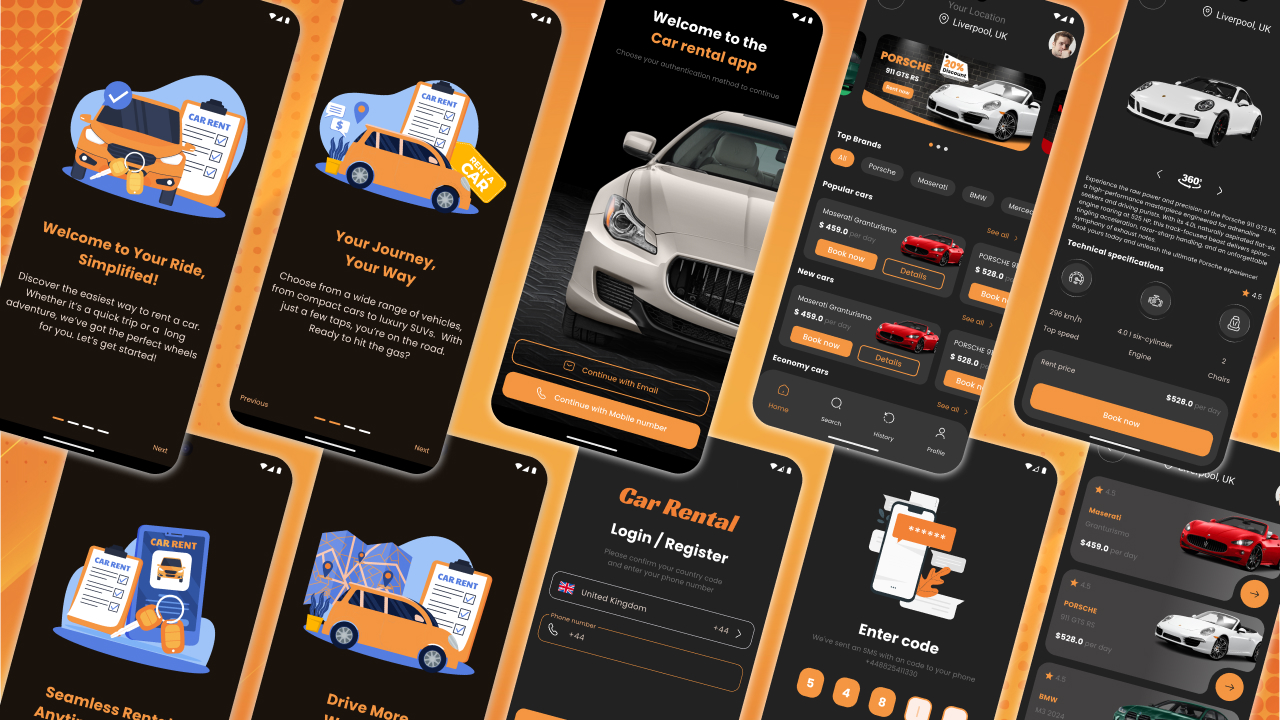 CAR RENT
Welcome to Your Ride,
Simplified!
Discover the easiest way to rent a car.
Whether it's a quick trip or a long
adventure, we've got the perfect wheels
for you. Let's get started!
Next
CAR RENT
$
RENT A
CAR
Your Journey,
Your Way
Choose from a wide range of vehicles,
from compact cars to luxury SUVs. With
just a few taps, you're on the road.
Ready to hit the gas?
Previous
Next
Welcome to the
Car rental app
Choose your authentication method to continue
Continue with Email
Continue with Mabile number
Your Location
Liverpool, UK
PORSCHE
911 GTS RS
Rent now
20%
Discount
Top Brands
All
Porsche
Maserati
BMW
Merced
Popular cars
See all
Maserati Granturismo
$ 459.0 per day
Book now
Details
PORSCHE 9
$ 528.0
Book n
New cars
See all
Maserati Granturismo
$ 459.0 per day
Book now
Details
PORSCHE 9
$ 528.0
Book n
Economy cars
See all
Home
Search
History
Profile
Liverpool, UK
360°
Experience the raw power and precision of the Porsche 911 GT3 RS,
a high-performance masterpiece engineered for adrenaline
seekers and driving purists. With its 4.0L naturally aspirated flat-six
engine roaring at 525 HP, this track-focused beast delivers spine-
tingling acceleration, razor-sharp handling, and an unforgettable
symphony of exhaust notes.
Book yours today and unleash the ultimate Porsche experience!
Technical specifications
4.5
296 km/h
Top speed
4.0 l six-cylinder
Engine
2
Chairs
Rent price
$528.0 per day
Book now
CAR RENT
CAR RENT
Seamless Rental
CAR RENT
Drive More
Car Rental
Login / Register
Please confirm your country code
and enter your phone number
United Kingdom
+44
Phone number
+44
******
Enter code
We've sent an SMS with an code to your phone
+448825411330
5
4
8
Liverpool, UK
4.5
Maserati
Granturismo
$459.0 per day
4.5
PORSCHE
911 GTS RS
$528.0 per day
4.5
BMW
M3 2024